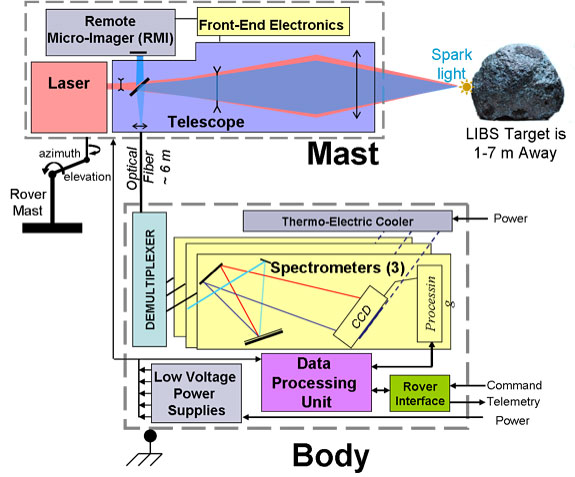 Remote
Micro-Imager (RMI)
Front-End Electronics
Laser
Telescope
Spark
light
LIBS Target is
1-7 m Away
Mast
azimuth
elevation
Rover
Mast
Optical
Fiber
~ 6 m
Thermo-Electric Cooler
Power
DEMULTIPLEXER
Spectrometers (3)
CCD
Processin
g
Low Voltage
Power
Supplies
Data
Processing
Unit
Rover
Interface
Command
Telemetry
Power
Body